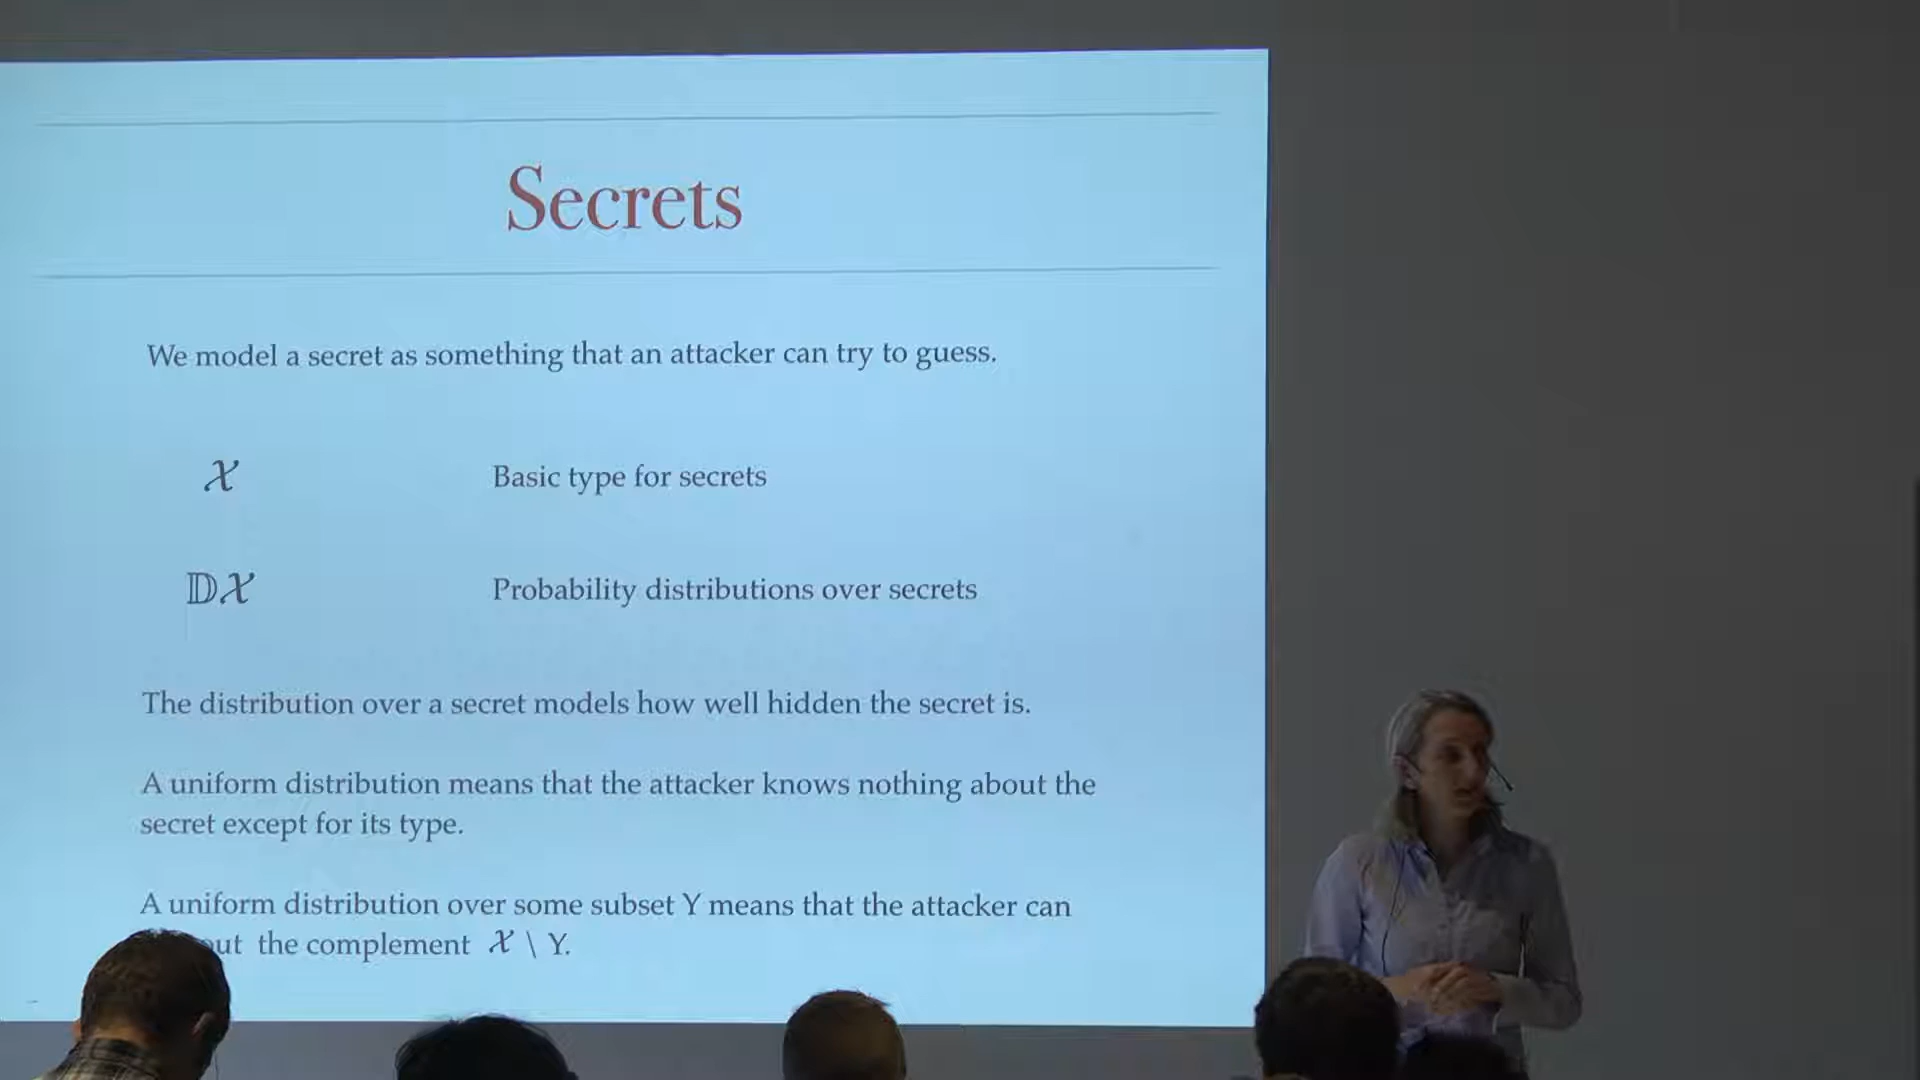 Secrets
We model a secret as something that an attacker can try to guess.
𝒳 Basic type for secrets
𝔻𝒳 Probability distributions over secrets
The distribution over a secret models how well hidden the secret is.
A uniform distribution means that the attacker knows nothing about the
secret except for its type.
A uniform distribution over some subset Y means that the attacker can
the complement 𝒳 \ Y.